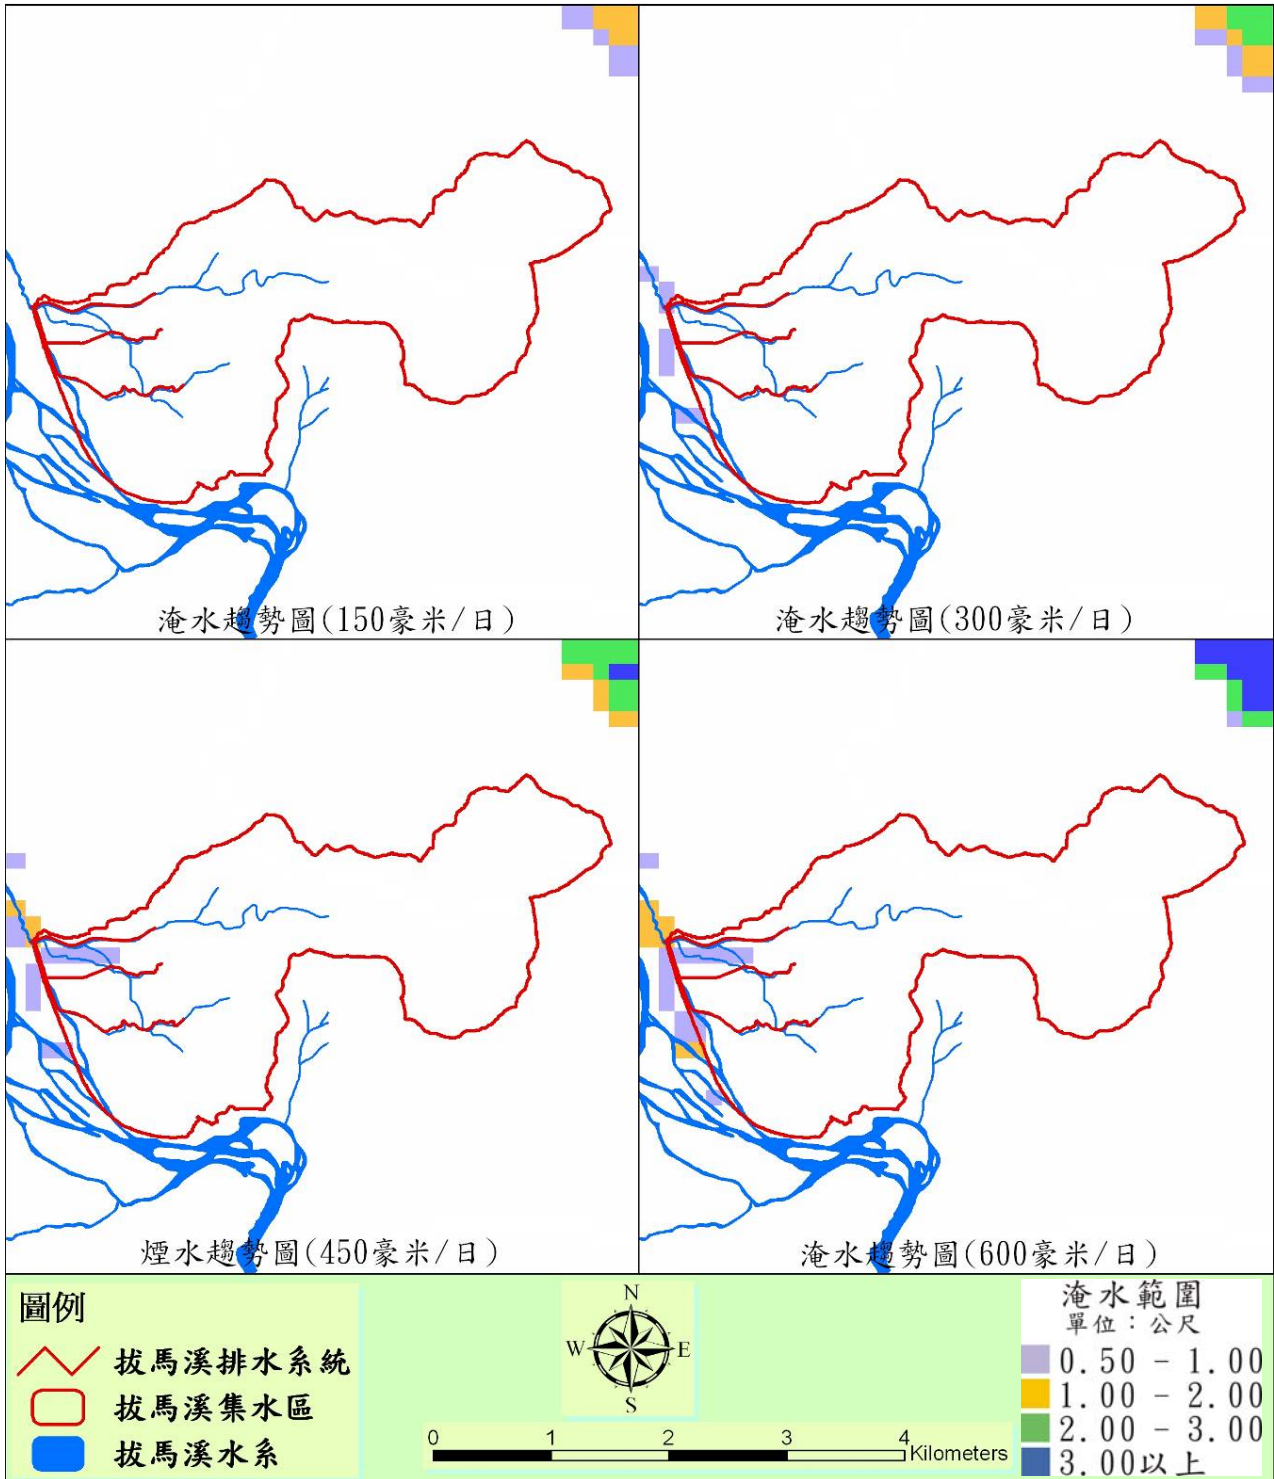 淹水趨勢圖(150豪米/日)
淹水趨勢圖(300豪米/日)
煙水趨勢圖(450豪米/日)
淹水趨勢圖(600豪米/日)
圖例
拔馬溪排水系統
拔馬溪集水區
拔馬溪水系
N
W E
S
0 1 2 3 4
Kilometers
淹水範圍
單位：公尺
0.50 - 1.00
1.00 - 2.00
2.00 - 3.00
3.00以上